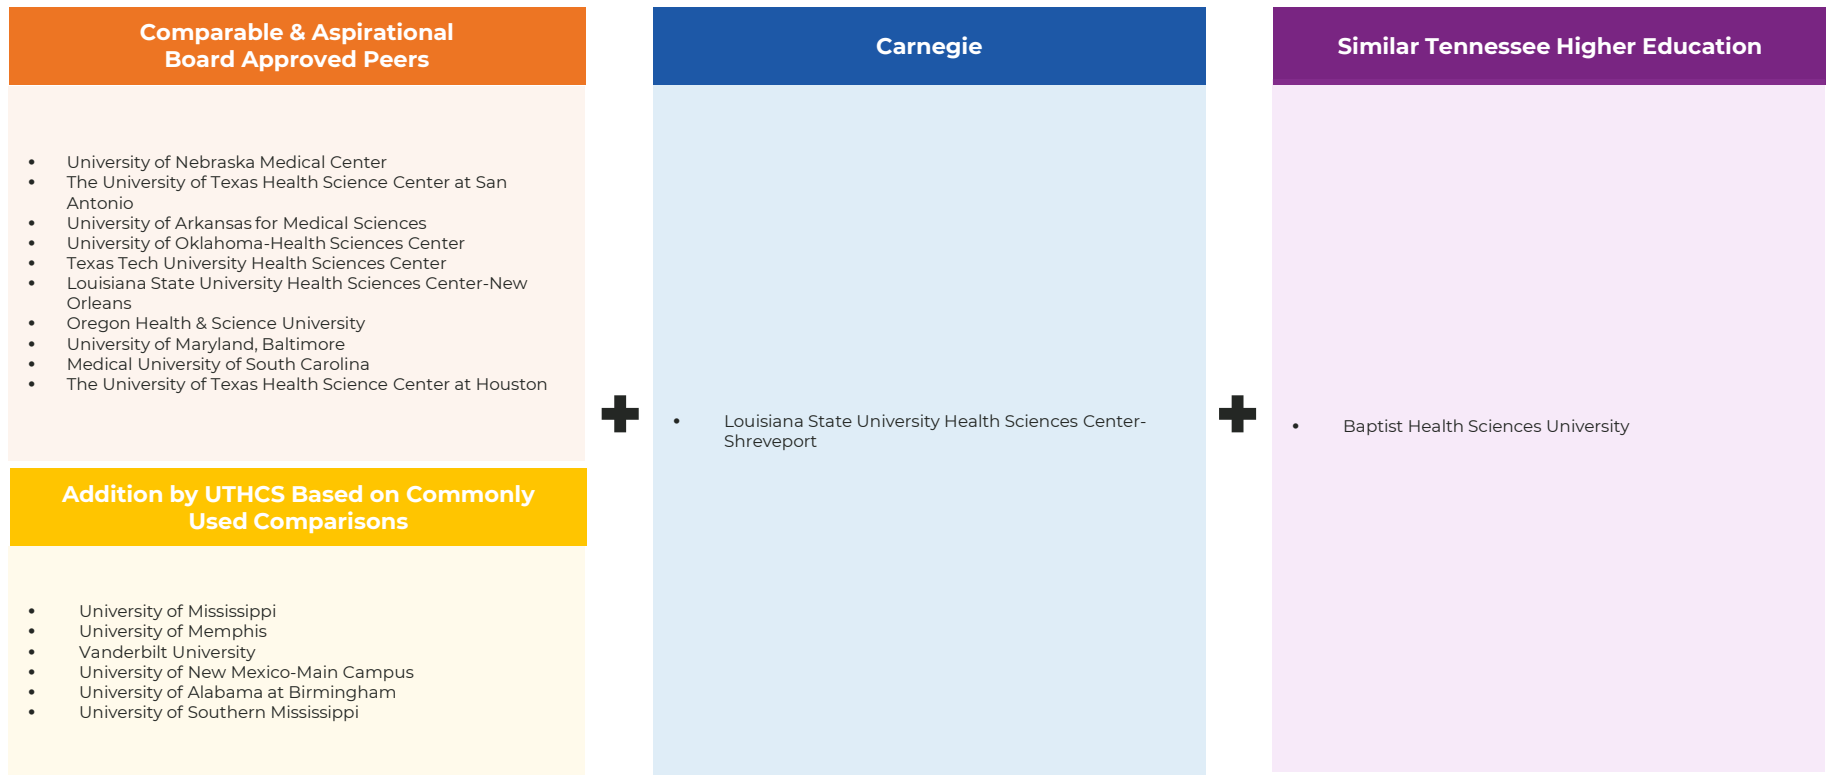 Comparable & Aspirational
Board Approved Peers
• University of Nebraska Medical Center
• The University of Texas Health Science Center at San
Antonio
• University of Arkansas for Medical Sciences
• University of Oklahoma-Health Sciences Center
• Texas Tech University Health Sciences Center
• Louisiana State University Health Sciences Center-New
Orleans
• Oregon Health & Science University
• University of Maryland, Baltimore
• Medical University of South Carolina
• The University of Texas Health Science Center at Houston
Addition by UTHCS Based on Commonly
Used Comparisons
• University of Mississippi
• University of Memphis
• Vanderbilt University
• University of New Mexico-Main Campus
• University of Alabama at Birmingham
• University of Southern Mississippi
Carnegie
• Louisiana State University Health Sciences Center-
Shreveport
Similar Tennessee Higher Education
• Baptist Health Sciences University